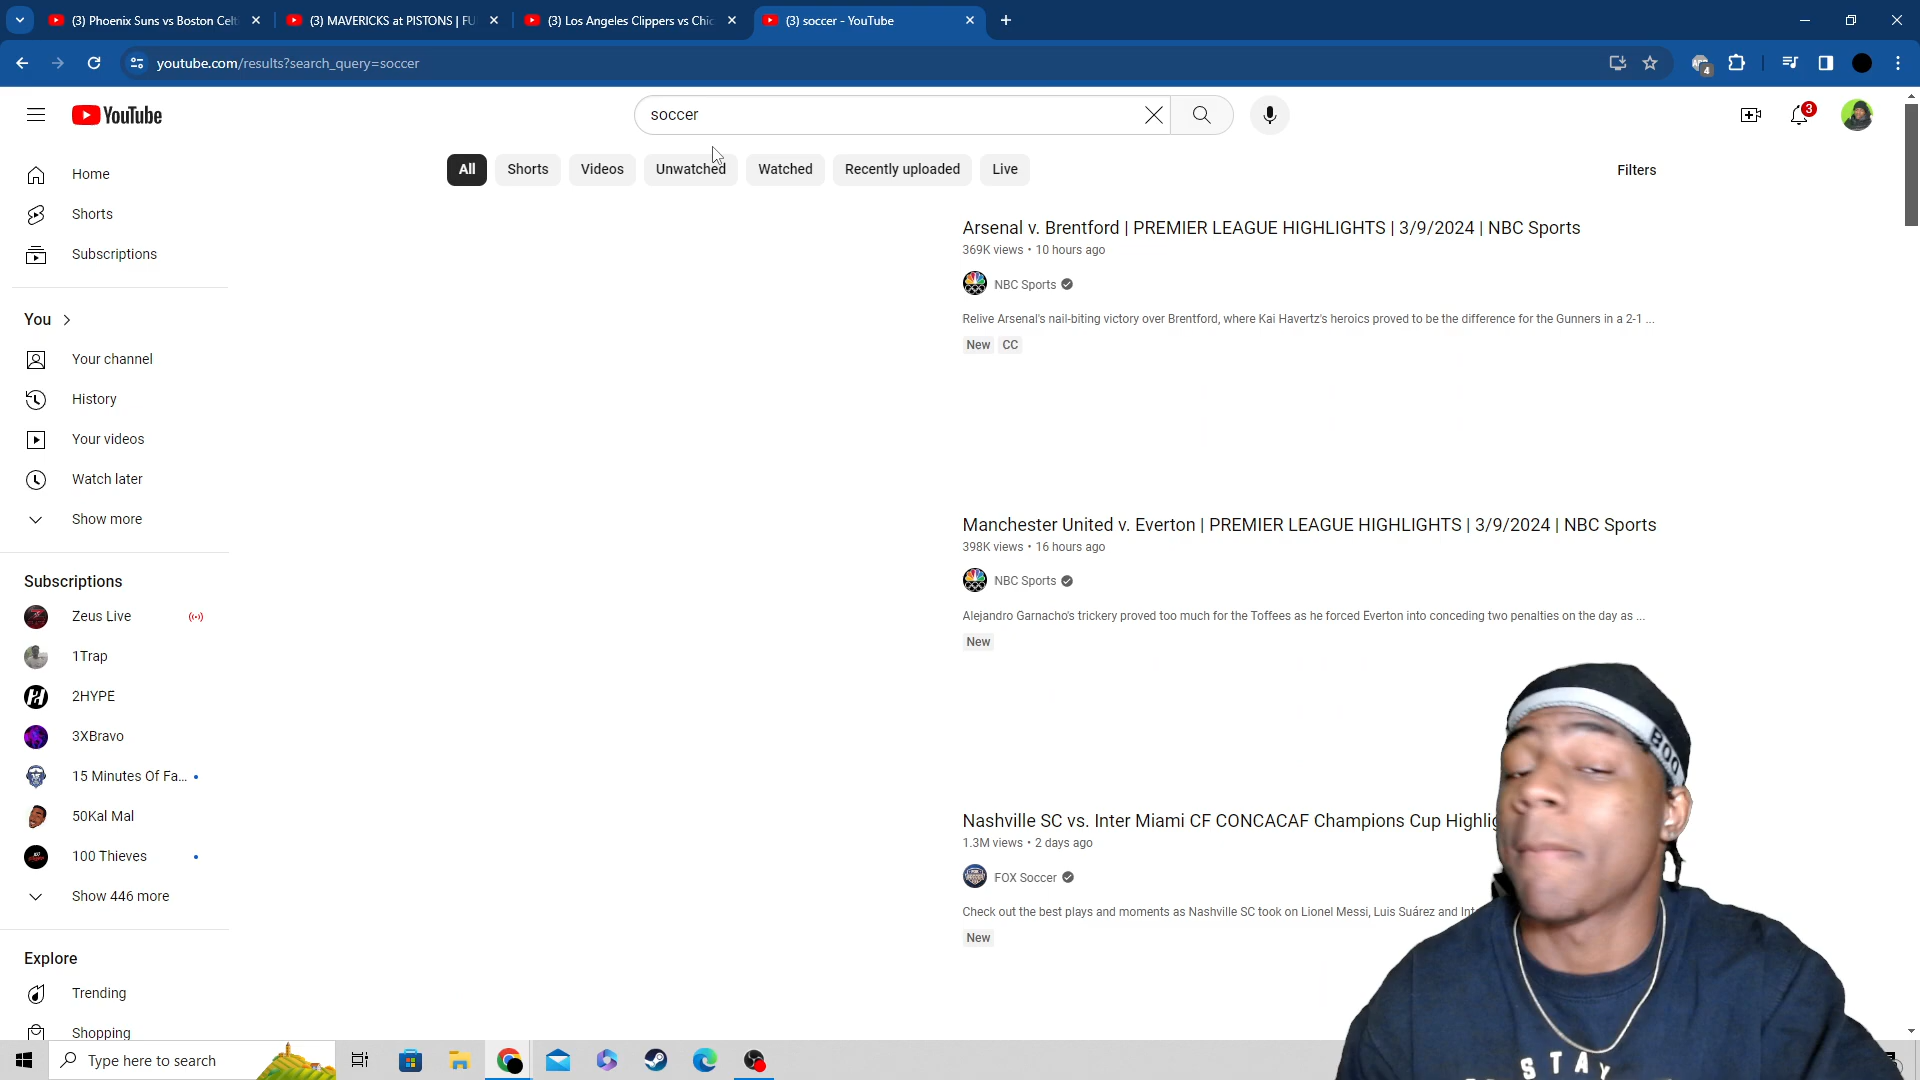 (3) Phoenix Suns vs Boston Celti
(3) MAVERICKS at PISTONS | FU
(3) Los Angeles Clippers vs Chic
(3) soccer - YouTube
youtube.com/results?search_query=soccer
4
YouTube
soccer
3
All
Shorts
Videos
Unwatched
Watched
Recently uploaded
Live
Filters
Home
Shorts
Subscriptions
You
Your channel
History
Your videos
Watch later
Show more
Subscriptions
Zeus Live
1Trap
2HYPE
3XBravo
15 Minutes Of Fa...
50Kal Mal
100 Thieves
Show 446 more
Explore
Trending
Shopping
Arsenal v. Brentford | PREMIER LEAGUE HIGHLIGHTS | 3/9/2024 | NBC Sports
369K views • 10 hours ago
NBC Sports
Relive Arsenal's nail-biting victory over Brentford, where Kai Havertz's heroics proved to be the difference for the Gunners in a 2-1 ...
New CC
Manchester United v. Everton | PREMIER LEAGUE HIGHLIGHTS | 3/9/2024 | NBC Sports
398K views • 16 hours ago
NBC Sports
Alejandro Garnacho's trickery proved too much for the Toffees as he forced Everton into conceding two penalties on the day as ...
New
Nashville SC vs. Inter Miami CF CONCACAF Champions Cup Highlig
1.3M views • 2 days ago
FOX Soccer
Check out the best plays and moments as Nashville SC took on Lionel Messi, Luis Suárez and Int
New
BOO
STAY
Type here to search